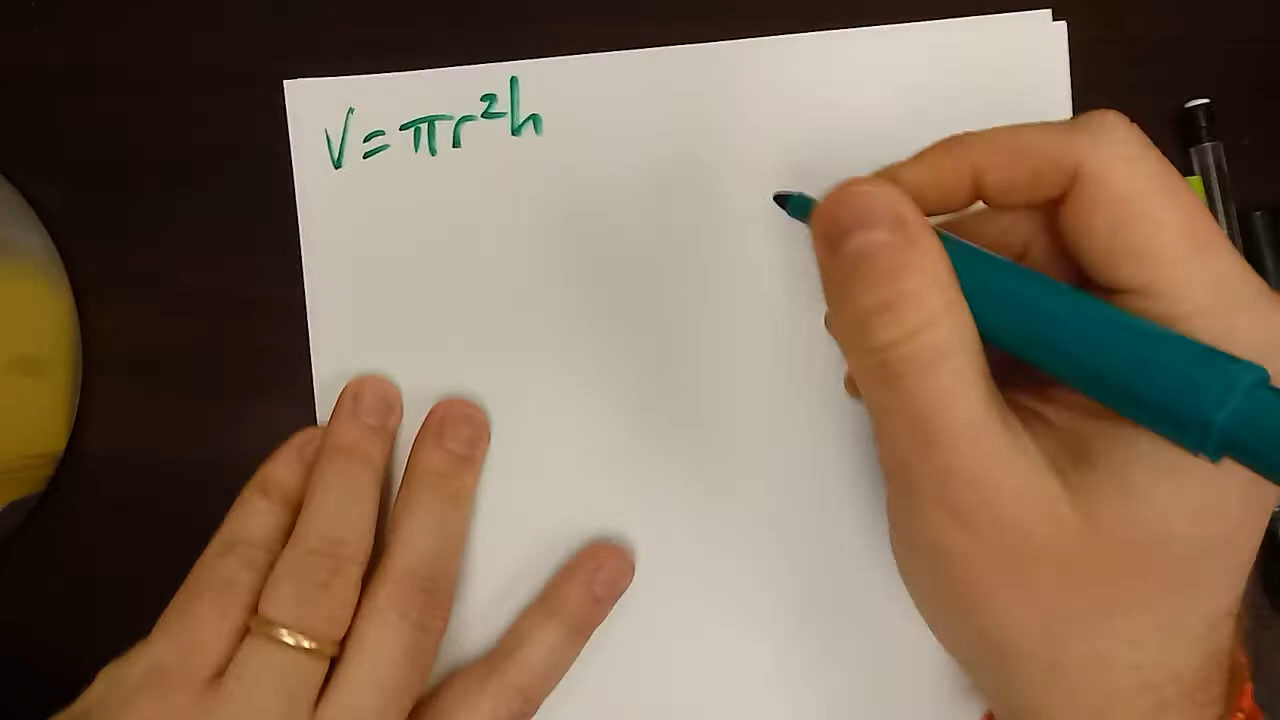 V = πr²h